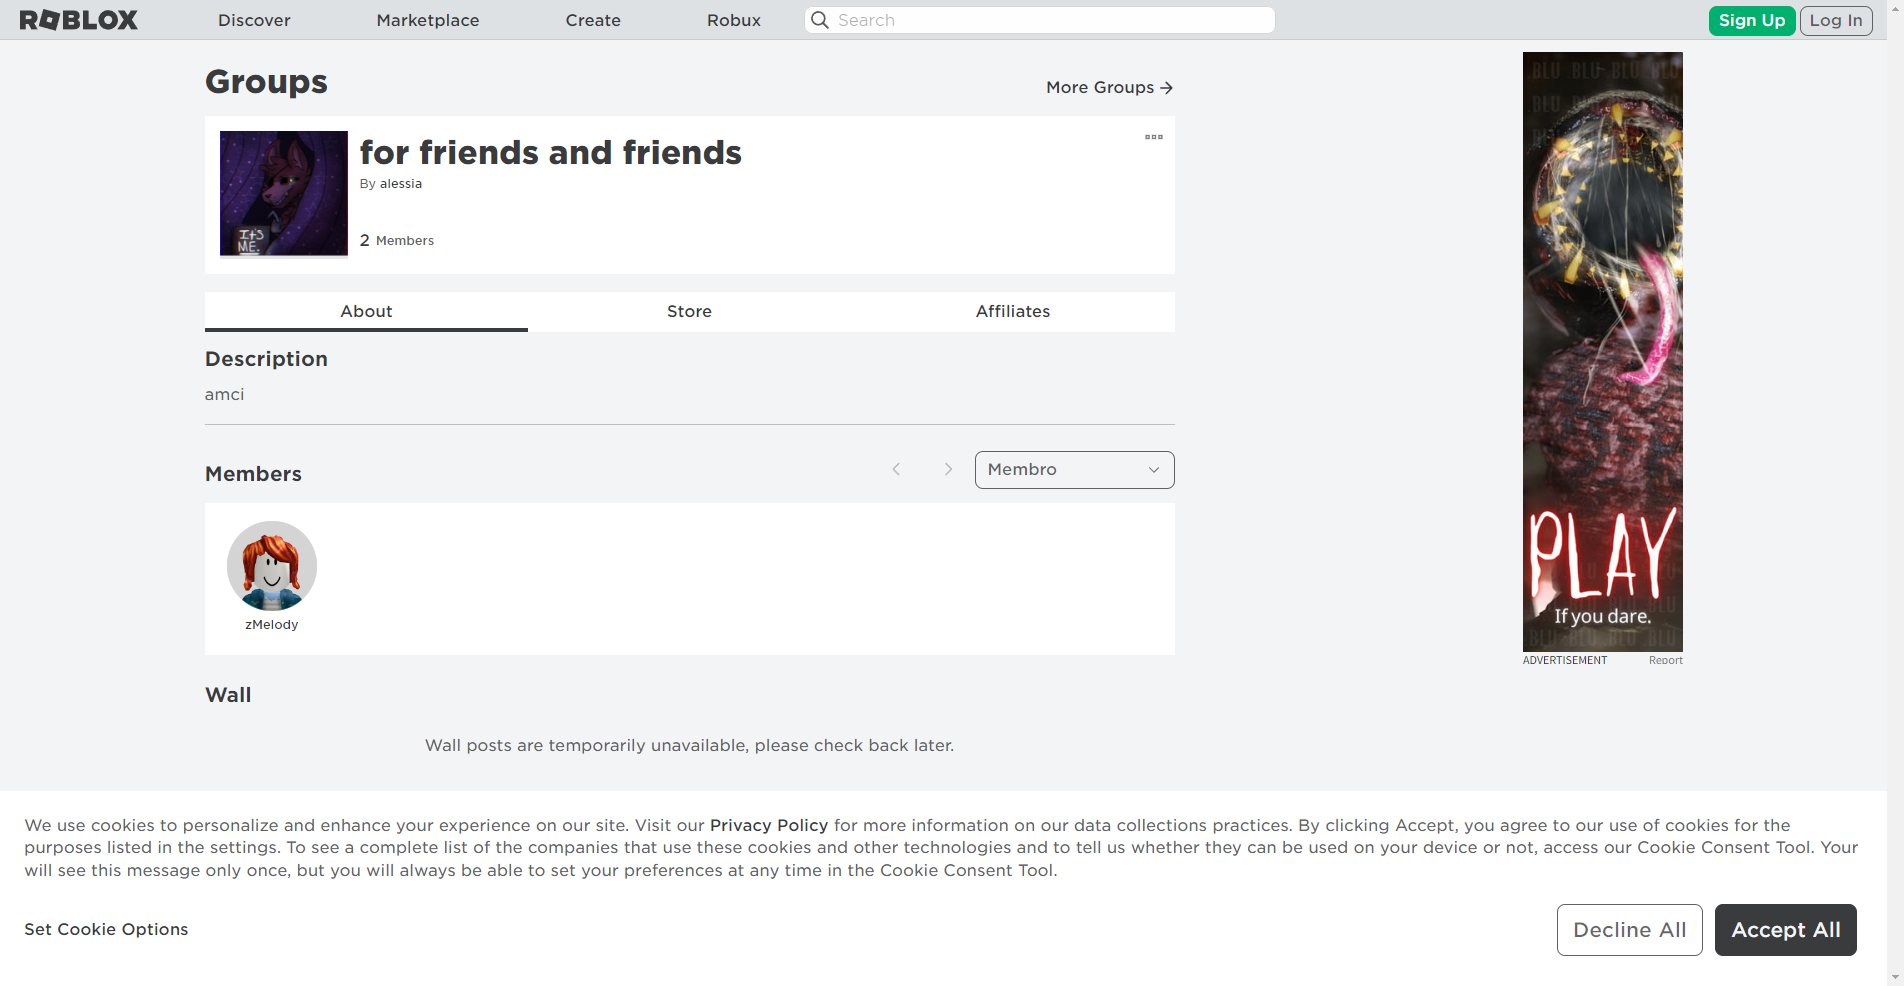 ROBLOX
Discover
Marketplace
Create
Robux
Search
Sign Up
Log In
Groups
More Groups
for friends and friends
By alessia
2 Members
It's
ME.
About
Store
Affiliates
Description
amci
Members
Membro
zMelody
Wall
Wall posts are temporarily unavailable, please check back later.
BLU BLU BLU BLU
PLAY
If you dare.
ADVERTISEMENT
Report
We use cookies to personalize and enhance your experience on our site. Visit our Privacy Policy for more information on our data collections practices. By clicking Accept, you agree to our use of cookies for the
purposes listed in the settings. To see a complete list of the companies that use these cookies and other technologies and to tell us whether they can be used on your device or not, access our Cookie Consent Tool. Your
will see this message only once, but you will always be able to set your preferences at any time in the Cookie Consent Tool.
Set Cookie Options
Decline All
Accept All